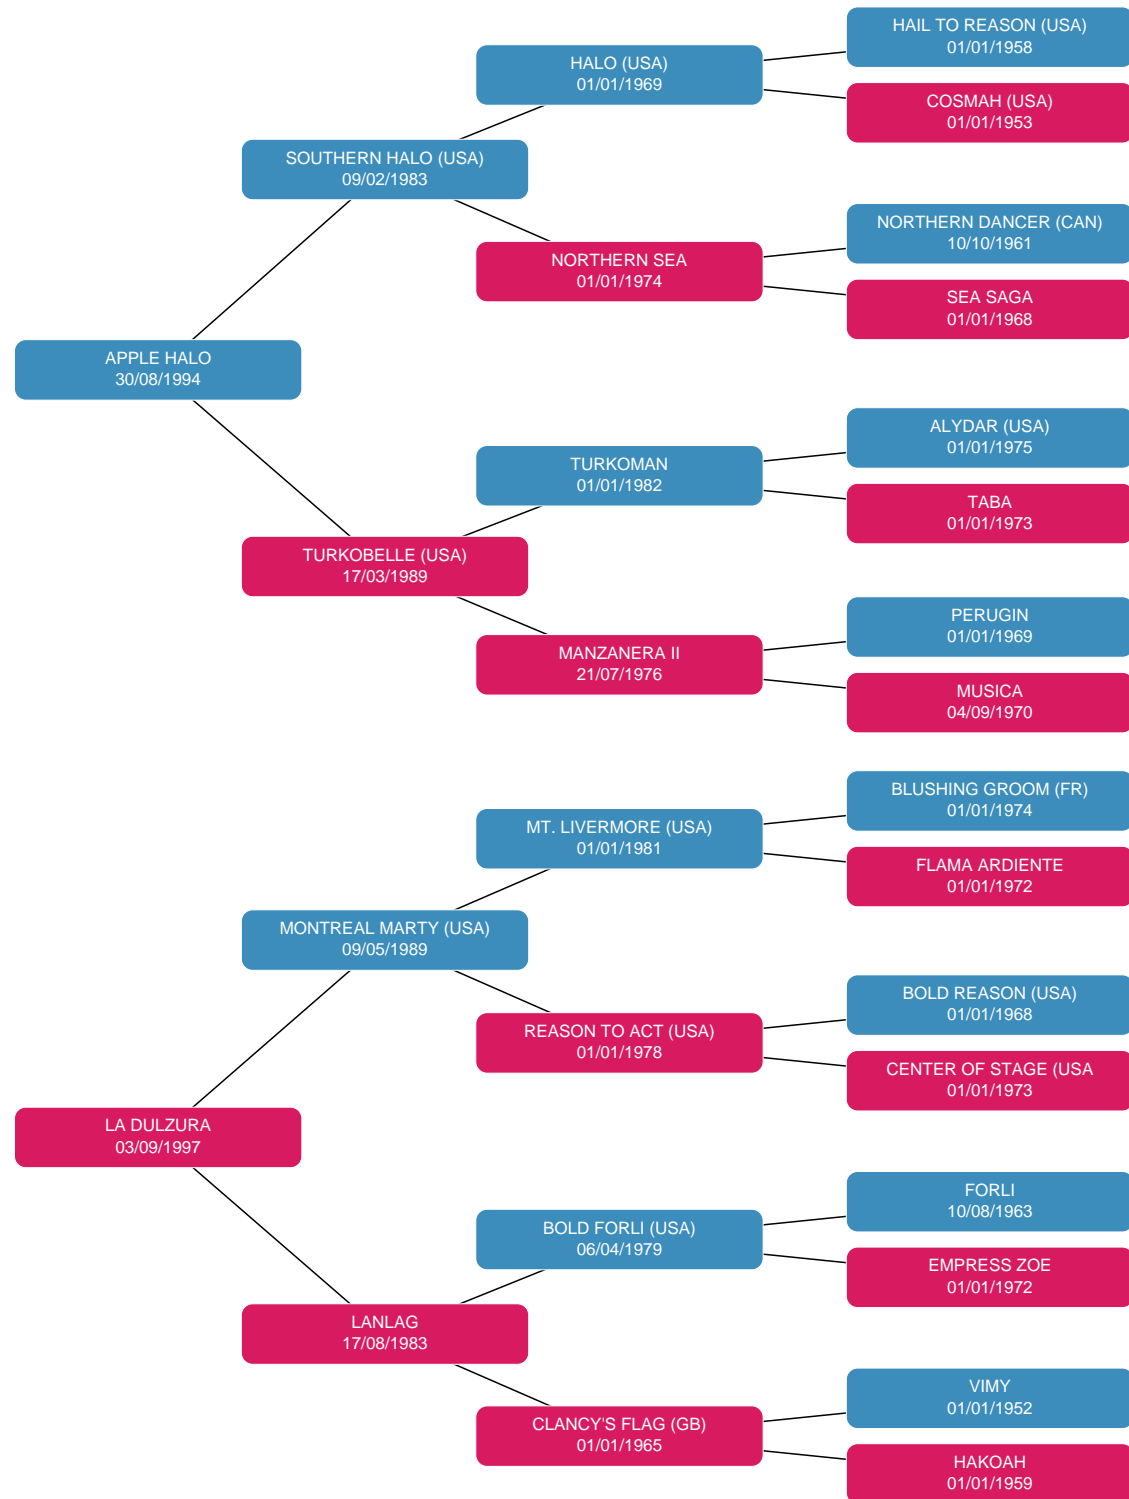 HAIL TO REASON (USA)
01/01/1958
HALO (USA)
01/01/1969
COSMAH (USA)
01/01/1953
SOUTHERN HALO (USA)
09/02/1983
NORTHERN DANCER (CAN)
10/10/1961
NORTHERN SEA
01/01/1974
SEA SAGA
01/01/1968
APPLE HALO
30/08/1994
ALYDAR (USA)
01/01/1975
TURKOMAN
01/01/1982
TABA
01/01/1973
TURKOBELLE (USA)
17/03/1989
PERUGIN
01/01/1969
MANZANERA II
21/07/1976
MUSICA
04/09/1970
BLUSHING GROOM (FR)
01/01/1974
MT. LIVERMORE (USA)
01/01/1981
FLAMA ARDIENTE
01/01/1972
MONTREAL MARTY (USA)
09/05/1989
BOLD REASON (USA)
01/01/1968
REASON TO ACT (USA)
01/01/1978
CENTER OF STAGE (USA
01/01/1973
LA DULZURA
03/09/1997
FORLI
10/08/1963
BOLD FORLI (USA)
06/04/1979
EMPRESS ZOE
01/01/1972
LANLAG
17/08/1983
VIMY
01/01/1952
CLANCY'S FLAG (GB)
01/01/1965
HAKOAH
01/01/1959